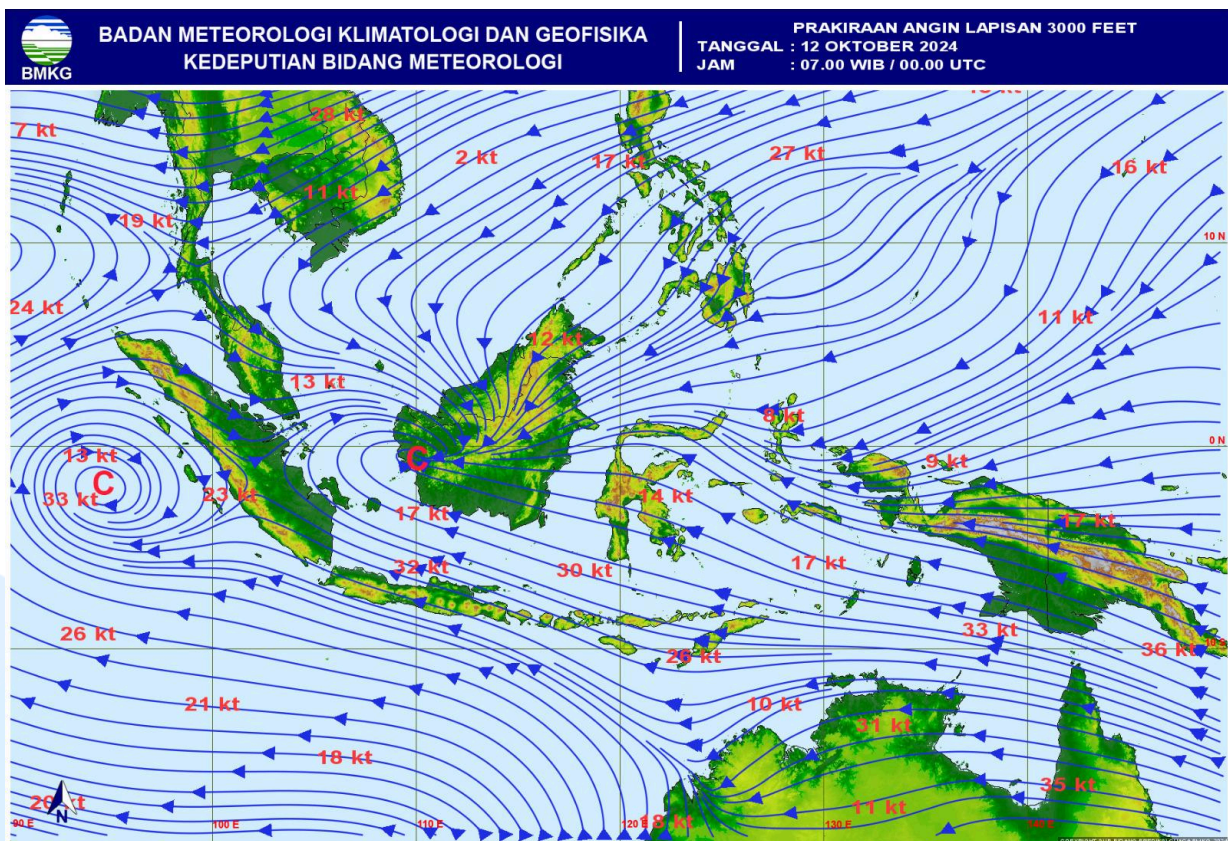 BMKG
BADAN METEOROLOGI KLIMATOLOGI DAN GEOFISIKA
KEDEPUTIAN BIDANG METEOROLOGI
PRAKIRAAN ANGIN LAPISAN 3000 FEET
TANGGAL : 12 OKTOBER 2024
JAM : 07.00 WIB / 00.00 UTC
28 kt
7 kt
2 kt
17 kt
27 kt
16 kt
11 kt
19 kt
10 N
24 kt
11 kt
12 kt
13 kt
8 kt
0 N
13 kt
C
C
9 kt
33 kt
23 kt
14 kt
17 kt
17 kt
32 kt
30 kt
17 kt
26 kt
33 kt
36 kt
26 kt
21 kt
10 kt
31 kt
18 kt
35 kt
11 kt
N
90 E
100 E
110 E
120 E
18 kt
130 E
140 E